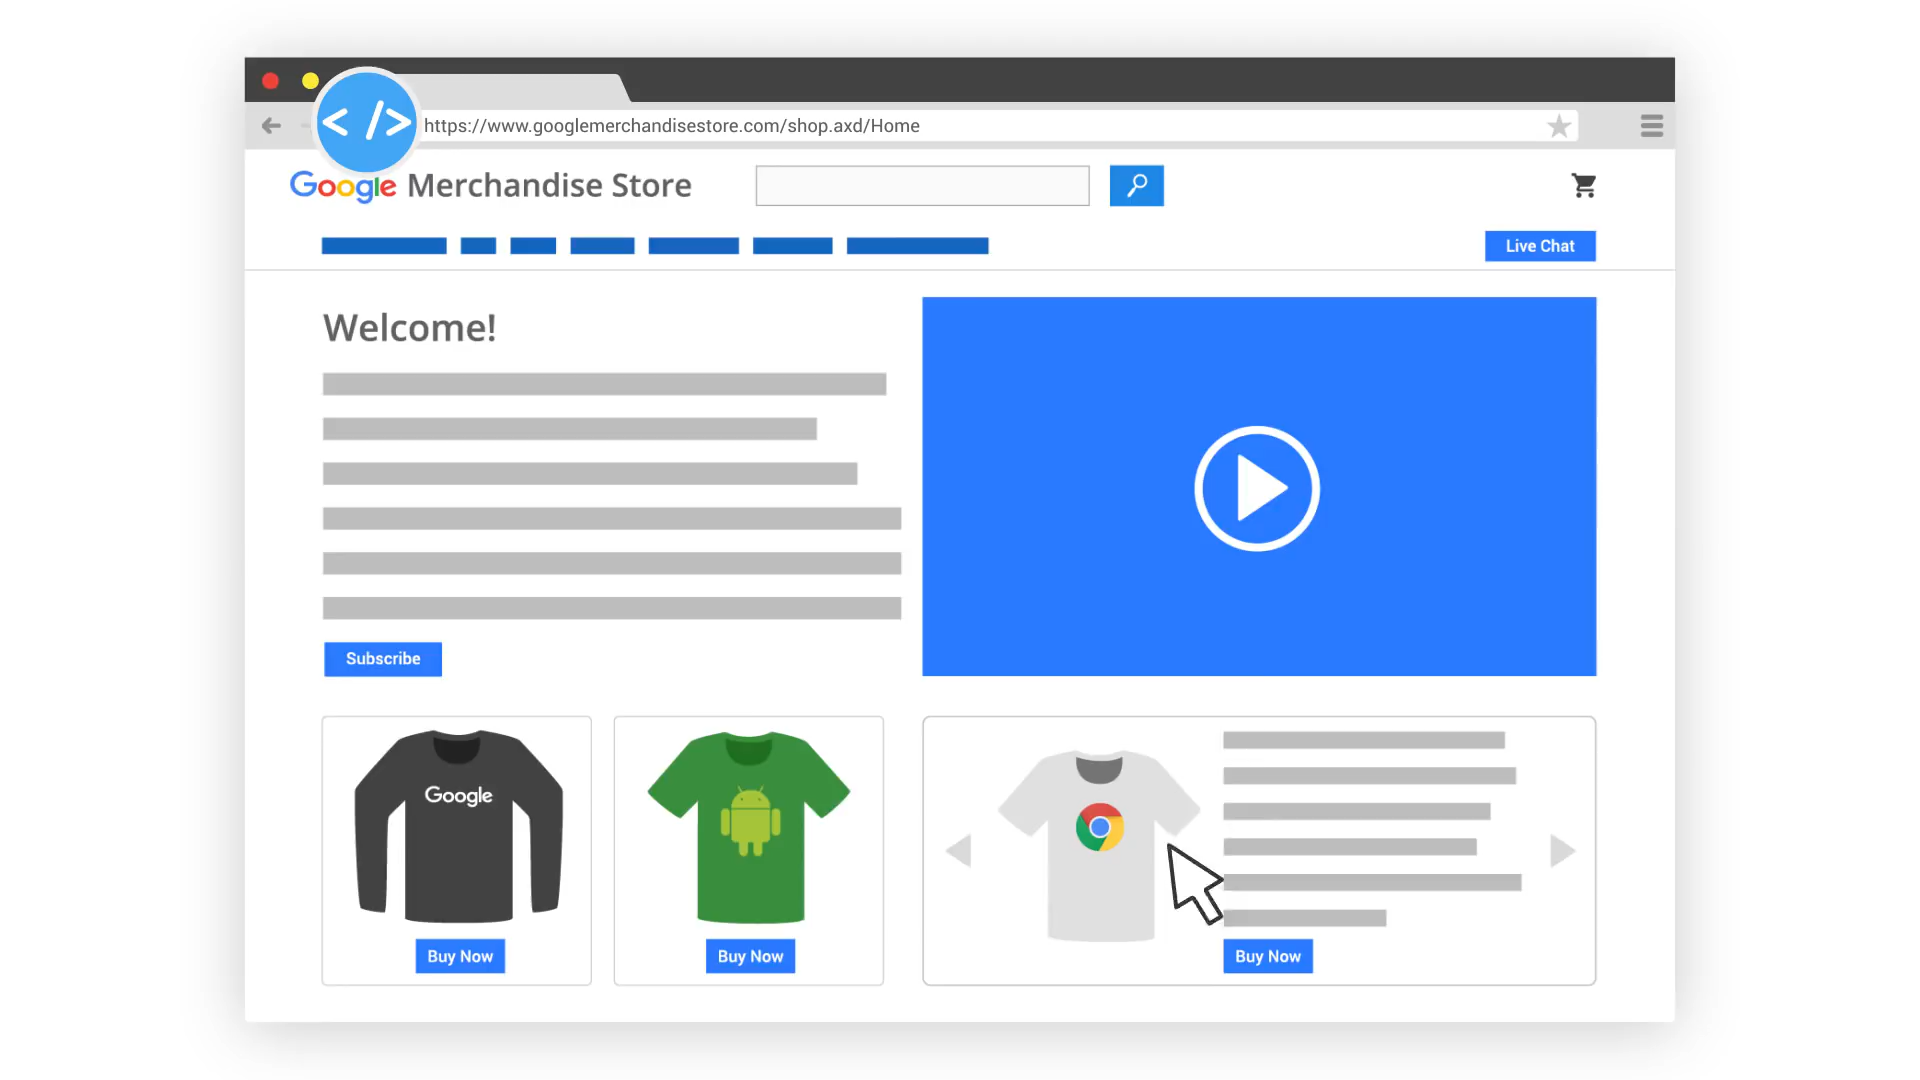 </>
https://www.googlemerchandisestore.com/shop.axd/Home
Google Merchandise Store
Live Chat
Welcome!
Subscribe
Google
Buy Now
Buy Now
Buy Now